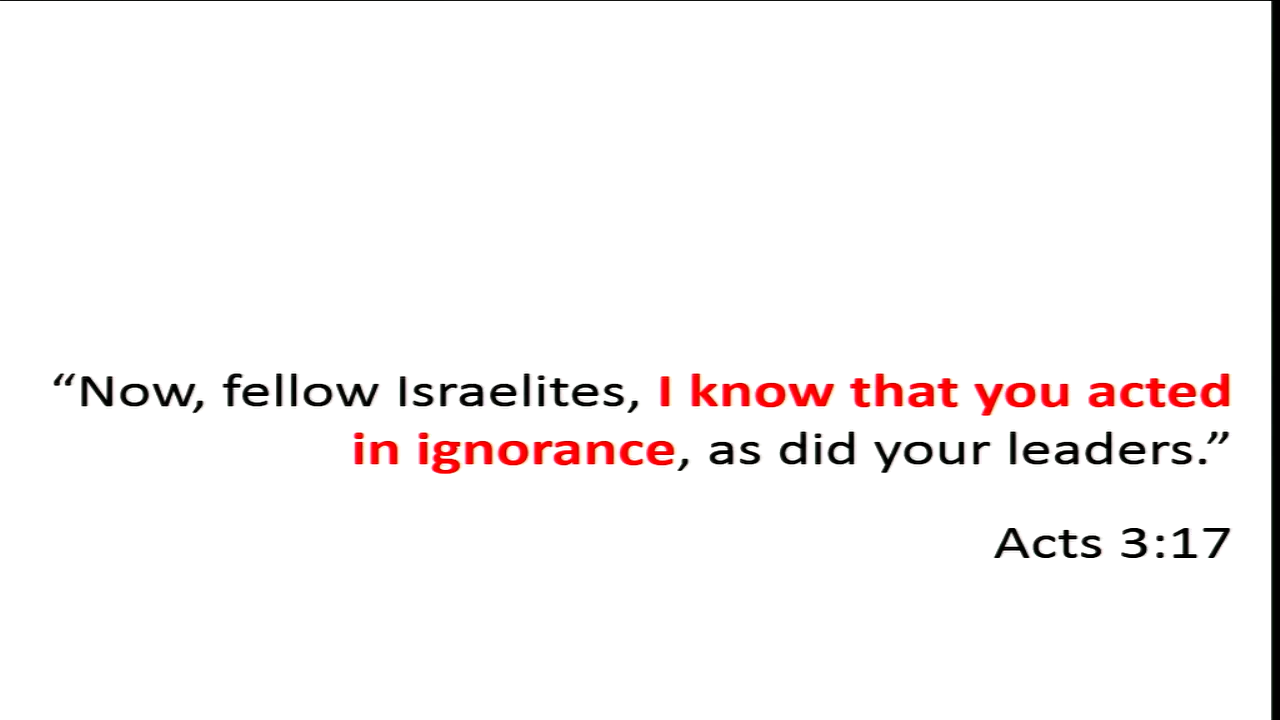 “Now, fellow Israelites, I know that you acted
in ignorance, as did your leaders.”
Acts 3:17